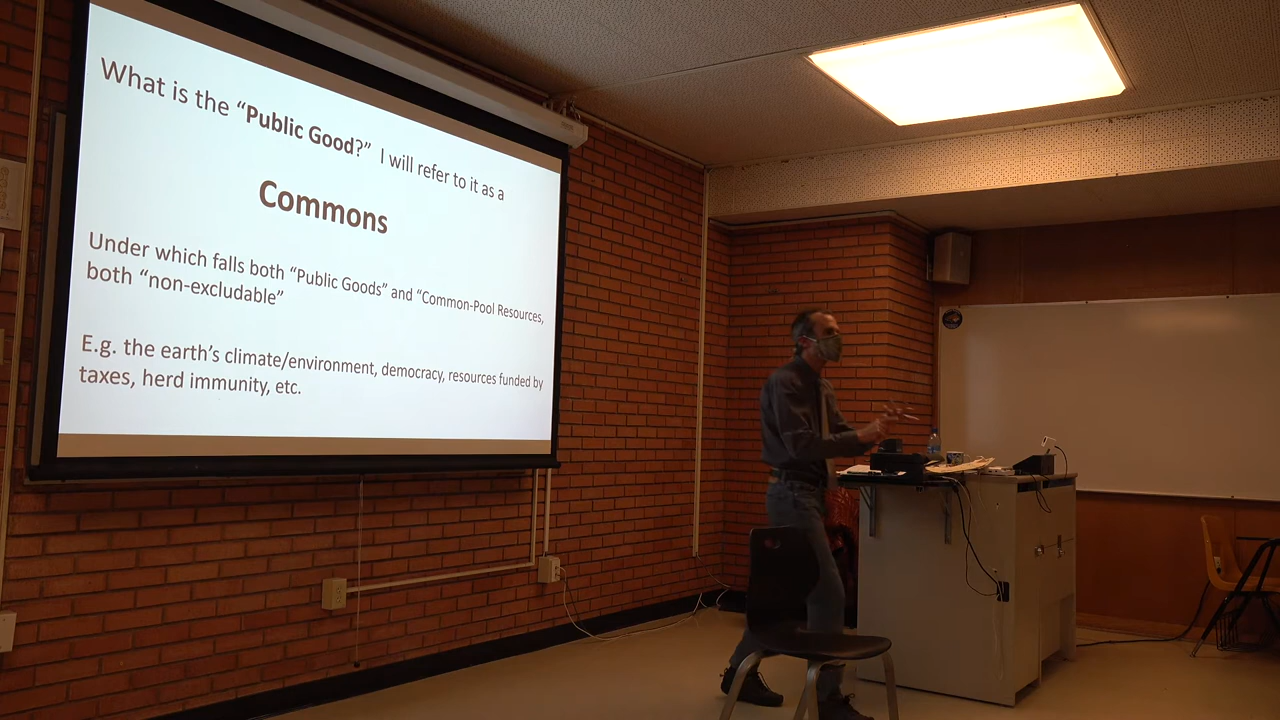 What is the “Public Good?” I will refer to it as a
Commons
Under which falls both “Public Goods” and “Common-Pool Resources,
both “non-excludable”
E.g. the earth’s climate/environment, democracy, resources funded by
taxes, herd immunity, etc.